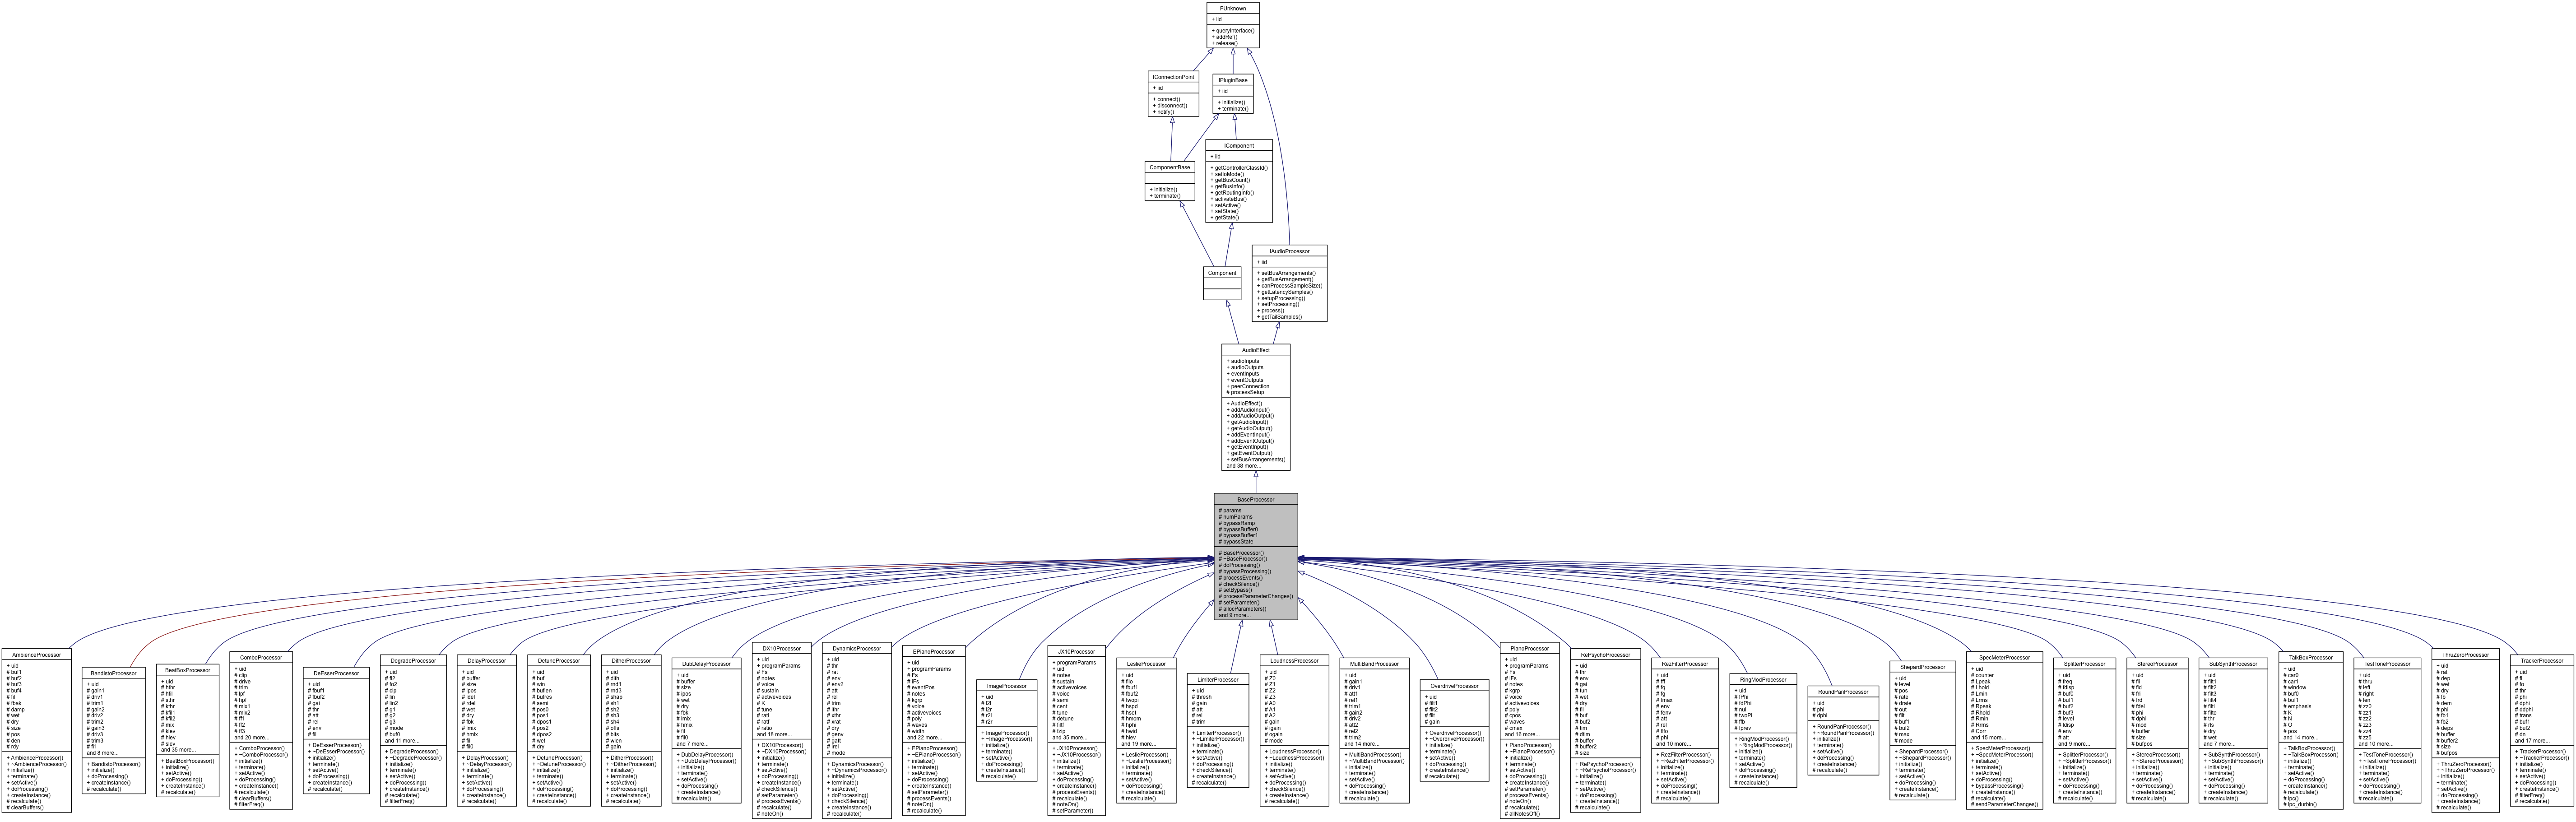 FUnknown
+ iid
+ queryInterface()
+ addRef()
+ release()
IConnectionPoint
+ iid
+ connect()
+ disconnect()
+ notify()
IPluginBase
+ iid
+ initialize()
+ terminate()
IComponent
+ iid
+ getControllerClassId()
+ setIoMode()
+ getBusCount()
+ getBusInfo()
+ getRoutingInfo()
+ activateBus()
+ setActive()
+ setState()
+ getState()
ComponentBase
+ initialize()
+ terminate()
IAudioProcessor
+ iid
+ setBusArrangements()
+ getBusArrangement()
+ canProcessSampleSize()
+ getLatencySamples()
+ setupProcessing()
+ setProcessing()
+ process()
+ getTailSamples()
Component
AudioEffect
+ audioInputs
+ audioOutputs
+ eventInputs
+ eventOutputs
+ peerConnection
# processSetup
+ AudioEffect()
+ addAudioInput()
+ addAudioOutput()
+ getAudioInput()
+ getAudioOutput()
+ addEventInput()
+ addEventOutput()
+ getEventInput()
+ getEventOutput()
+ setBusArrangements()
and 38 more...
BaseProcessor
# params
# numParams
# bypassRamp
# bypassBuffer0
# bypassBuffer1
# bypassState
# BaseProcessor()
# ~BaseProcessor()
# doProcessing()
# bypassProcessing()
# processEvents()
# checkSilence()
# setBypass()
# processParameterChanges()
# setParameter()
# allocParameters()
and 9 more...
AmbienceProcessor
+ uid
# buf1
# buf2
# buf3
# buf4
# fil
# fbak
# damp
# wet
# dry
# size
# pos
# den
# rdy
+ AmbienceProcessor()
+ ~AmbienceProcessor()
+ initialize()
+ terminate()
+ setActive()
+ doProcessing()
+ createInstance()
# recalculate()
# clearBuffers()
BandistoProcessor
+ uid
# gain1
# driv1
# trim1
# gain2
# driv2
# trim2
# gain3
# driv3
# trim3
# fi1
and 8 more...
+ BandistoProcessor()
+ initialize()
+ doProcessing()
+ createInstance()
# recalculate()
BeatBoxProcessor
+ uid
# hthr
# hfil
# sthr
# kthr
# kfil1
# kfil2
# mix
# klev
# hlev
# slev
and 35 more...
+ BeatBoxProcessor()
+ initialize()
+ setActive()
+ doProcessing()
+ createInstance()
# recalculate()
ComboProcessor
+ uid
# clip
# drive
# trim
# lpf
# hpf
# mix1
# mix2
# ff1
# ff2
# ff3
and 20 more...
+ ComboProcessor()
+ ~ComboProcessor()
+ initialize()
+ terminate()
+ setActive()
+ doProcessing()
+ createInstance()
# recalculate()
# clearBuffers()
# filterFreq()
DeEsserProcessor
+ uid
# fbuf1
# fbuf2
# gai
# thr
# att
# rel
# env
# fil
+ DeEsserProcessor()
+ ~DeEsserProcessor()
+ initialize()
+ terminate()
+ setActive()
+ doProcessing()
+ createInstance()
# recalculate()
DegradeProcessor
+ uid
# fi2
# fo2
# clp
# lin
# lin2
# g1
# g2
# g3
# mode
# buf0
and 11 more...
+ DegradeProcessor()
+ ~DegradeProcessor()
+ initialize()
+ terminate()
+ setActive()
+ doProcessing()
+ createInstance()
# recalculate()
# filterFreq()
DelayProcessor
+ uid
# buffer
# size
# ipos
# ldel
# rdel
# wet
# dry
# fbk
# lmix
# hmix
# fil
# fil0
+ DelayProcessor()
+ ~DelayProcessor()
+ initialize()
+ terminate()
+ setActive()
+ doProcessing()
+ createInstance()
# recalculate()
DetuneProcessor
+ uid
# buf
# win
# buflen
# bufres
# semi
# pos0
# pos1
# dpos1
# pos2
# dpos2
# wet
# dry
+ DetuneProcessor()
+ ~DetuneProcessor()
+ initialize()
+ terminate()
+ setActive()
+ doProcessing()
+ createInstance()
# recalculate()
DitherProcessor
+ uid
# dith
# rnd1
# rnd3
# shap
# sh1
# sh2
# sh3
# sh4
# offs
# bits
# wlen
# gain
+ DitherProcessor()
+ ~DitherProcessor()
+ initialize()
+ terminate()
+ setActive()
+ doProcessing()
+ createInstance()
# recalculate()
DubDelayProcessor
+ uid
# buffer
# size
# ipos
# wet
# dry
# fbk
# lmix
# hmix
# fil
# fil0
and 7 more...
+ DubDelayProcessor()
+ ~DubDelayProcessor()
+ initialize()
+ terminate()
+ setActive()
+ doProcessing()
+ createInstance()
# recalculate()
DX10Processor
+ uid
+ programParams
# Fs
# notes
# voice
# sustain
# activevoices
# K
# tune
# rati
# ratf
# ratio
and 18 more...
+ DX10Processor()
+ ~DX10Processor()
+ initialize()
+ terminate()
+ setActive()
+ doProcessing()
+ createInstance()
# checkSilence()
# setParameter()
# processEvents()
# recalculate()
# noteOn()
DynamicsProcessor
+ uid
# thr
# rat
# env
# env2
# att
# rel
# trim
# lthr
# xthr
# xrat
# dry
# genv
# gatt
# irel
# mode
+ DynamicsProcessor()
+ ~DynamicsProcessor()
+ initialize()
+ terminate()
+ setActive()
+ doProcessing()
+ checkSilence()
+ createInstance()
# recalculate()
EPianoProcessor
+ uid
+ programParams
# Fs
# iFs
# eventPos
# notes
# kgrp
# voice
# activevoices
# poly
# waves
# width
and 22 more...
+ EPianoProcessor()
+ ~EPianoProcessor()
+ initialize()
+ terminate()
+ setActive()
+ doProcessing()
+ createInstance()
# setParameter()
# processEvents()
# noteOn()
# recalculate()
ImageProcessor
+ uid
# l2l
# l2r
# r2l
# r2r
+ ImageProcessor()
+ ~ImageProcessor()
+ initialize()
+ terminate()
+ setActive()
+ doProcessing()
+ createInstance()
# recalculate()
JX10Processor
+ programParams
+ uid
# notes
# sustain
# activevoices
# voice
# semi
# cent
# tune
# detune
# filtf
# fzip
and 35 more...
+ JX10Processor()
+ ~JX10Processor()
+ initialize()
+ terminate()
+ setActive()
+ doProcessing()
+ createInstance()
# processEvents()
# recalculate()
# noteOn()
# setParameter()
LeslieProcessor
+ uid
# filo
# fbuf1
# fbuf2
# twopi
# hspd
# hset
# hmom
# nphi
# hwid
# hlev
and 19 more...
+ LeslieProcessor()
+ ~LeslieProcessor()
+ initialize()
+ terminate()
+ setActive()
+ doProcessing()
+ createInstance()
# recalculate()
LimiterProcessor
+ uid
# thresh
# gain
# att
# rel
# trim
+ LimiterProcessor()
+ ~LimiterProcessor()
+ initialize()
+ terminate()
+ setActive()
+ doProcessing()
+ checkSilence()
+ createInstance()
# recalculate()
LoudnessProcessor
+ uid
# Z0
# Z1
# Z2
# Z3
# A0
# A1
# A2
# gain
# igain
# ogain
# mode
+ LoudnessProcessor()
+ ~LoudnessProcessor()
+ initialize()
+ terminate()
+ setActive()
+ doProcessing()
+ checkSilence()
+ createInstance()
# recalculate()
MultiBandProcessor
+ uid
# gain1
# driv1
# att1
# rel1
# trim1
# gain2
# driv2
# att2
# rel2
# trim2
and 14 more...
+ MultiBandProcessor()
+ ~MultiBandProcessor()
+ initialize()
+ terminate()
+ setActive()
+ doProcessing()
+ createInstance()
# recalculate()
OverdriveProcessor
+ uid
# filt1
# filt2
# filt
# gain
+ OverdriveProcessor()
+ ~OverdriveProcessor()
+ initialize()
+ terminate()
+ setActive()
+ doProcessing()
+ createInstance()
# recalculate()
PianoProcessor
+ uid
+ programParams
# Fs
# iFs
# notes
# kgrp
# voice
# activevoices
# poly
# cpos
# waves
# cmax
and 16 more...
+ PianoProcessor()
+ ~PianoProcessor()
+ initialize()
+ terminate()
+ setActive()
+ doProcessing()
+ createInstance()
# setParameter()
# processEvents()
# noteOn()
# recalculate()
# allNotesOff()
RePsychoProcessor
+ uid
# thr
# env
# gai
# tun
# wet
# dry
# fil
# buf
# buf2
# tim
# dtim
# buffer
# buffer2
# size
+ RePsychoProcessor()
+ ~RePsychoProcessor()
+ initialize()
+ terminate()
+ setActive()
+ doProcessing()
+ createInstance()
# recalculate()
RezFilterProcessor
+ uid
# fff
# fq
# fg
# fmax
# env
# fenv
# att
# rel
# flfo
# phi
and 10 more...
+ RezFilterProcessor()
+ ~RezFilterProcessor()
+ initialize()
+ terminate()
+ setActive()
+ doProcessing()
+ createInstance()
# recalculate()
RingModProcessor
+ uid
# fPhi
# fdPhi
# nul
# twoPi
# ffb
# fprev
+ RingModProcessor()
+ ~RingModProcessor()
+ initialize()
+ terminate()
+ setActive()
+ doProcessing()
+ createInstance()
# recalculate()
RoundPanProcessor
+ uid
# phi
# dphi
+ RoundPanProcessor()
+ ~RoundPanProcessor()
+ initialize()
+ terminate()
+ setActive()
+ doProcessing()
+ createInstance()
# recalculate()
ShepardProcessor
+ uid
# level
# pos
# rate
# drate
# out
# filt
# buf1
# buf2
# max
# mode
+ ShepardProcessor()
+ ~ShepardProcessor()
+ initialize()
+ terminate()
+ setActive()
+ doProcessing()
+ createInstance()
# recalculate()
SpecMeterProcessor
+ uid
# counter
# Lpeak
# Lhold
# Lmin
# Lrms
# Rpeak
# Rhold
# Rmin
# Rrms
# Corr
and 15 more...
+ SpecMeterProcessor()
+ ~SpecMeterProcessor()
+ initialize()
+ terminate()
+ setActive()
+ doProcessing()
+ bypassProcessing()
+ createInstance()
# recalculate()
# sendParameterChanges()
SplitterProcessor
+ uid
# freq
# fdisp
# buf0
# buf1
# buf2
# buf3
# level
# ldisp
# env
# att
and 9 more...
+ SplitterProcessor()
+ ~SplitterProcessor()
+ initialize()
+ terminate()
+ setActive()
+ doProcessing()
+ createInstance()
# recalculate()
StereoProcessor
+ uid
# fli
# fld
# fri
# frd
# fdel
# phi
# dphi
# mod
# buffer
# size
# bufpos
+ StereoProcessor()
+ ~StereoProcessor()
+ initialize()
+ terminate()
+ setActive()
+ doProcessing()
+ createInstance()
# recalculate()
SubSynthProcessor
+ uid
# filt1
# filt2
# filt3
# filt4
# filti
# filto
# thr
# rls
# dry
# wet
and 7 more...
+ SubSynthProcessor()
+ ~SubSynthProcessor()
+ initialize()
+ terminate()
+ setActive()
+ doProcessing()
+ createInstance()
# recalculate()
TalkBoxProcessor
+ uid
# car0
# car1
# window
# buf0
# buf1
# emphasis
# K
# N
# O
# pos
and 14 more...
+ TalkBoxProcessor()
+ ~TalkBoxProcessor()
+ initialize()
+ terminate()
+ setActive()
+ doProcessing()
+ createInstance()
# recalculate()
# lpc()
# lpc_durbin()
TestToneProcessor
+ uid
# thru
# left
# right
# len
# zz0
# zz1
# zz2
# zz3
# zz4
# zz5
and 10 more...
+ TestToneProcessor()
+ ~TestToneProcessor()
+ initialize()
+ terminate()
+ setActive()
+ doProcessing()
+ createInstance()
# recalculate()
ThruZeroProcessor
+ uid
# rat
# dep
# wet
# dry
# fb
# dem
# phi
# fb1
# fb2
# deps
# buffer
# buffer2
# size
# bufpos
+ ThruZeroProcessor()
+ ~ThruZeroProcessor()
+ initialize()
+ terminate()
+ setActive()
+ doProcessing()
+ createInstance()
# recalculate()
TrackerProcessor
+ uid
# fi
# fo
# thr
# phi
# dphi
# ddphi
# trans
# buf1
# buf2
# dn
and 17 more...
+ TrackerProcessor()
+ ~TrackerProcessor()
+ initialize()
+ terminate()
+ setActive()
+ doProcessing()
+ createInstance()
# filterFreq()
# recalculate()